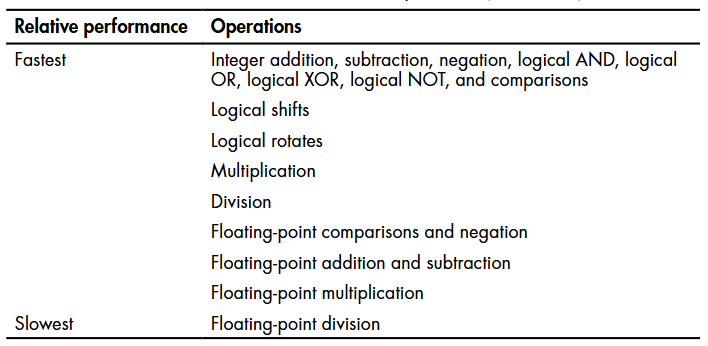 Relative performance Operations
Fastest Integer addition, subtraction, negation, logical AND, logical
OR, logical XOR, logical NOT, and comparisons
Logical shifts
Logical rotates
Multiplication
Division
Floating-point comparisons and negation
Floating-point addition and subtraction
Floating-point multiplication
Slowest Floating-point division